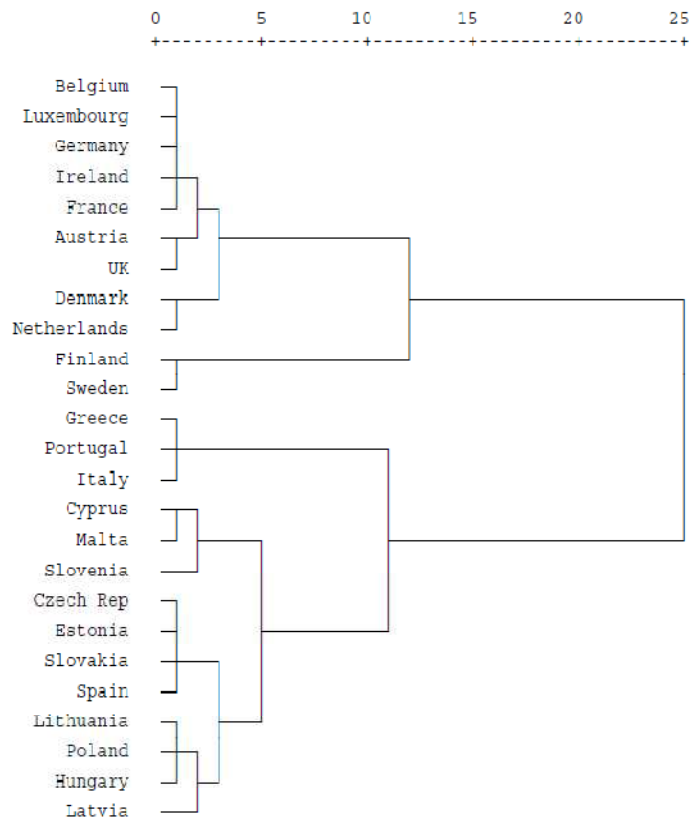 0 5 10 15 20 25
Belgium
Luxembourg
Germany
Ireland
France
Austria
UK
Denmark
Netherlands
Finland
Sweden
Greece
Portugal
Italy
Cyprus
Malta
Slovenia
Czech Rep
Estonia
Slovakia
Spain
Lithuania
Poland
Hungary
Latvia